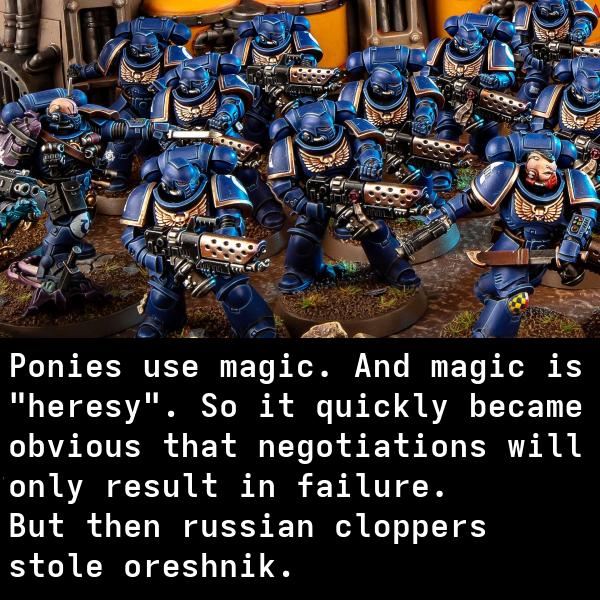 Ponies use magic. And magic is
"heresy". So it quickly became
obvious that negotiations will
only result in failure.
But then russian cloppers
stole oreshnik.